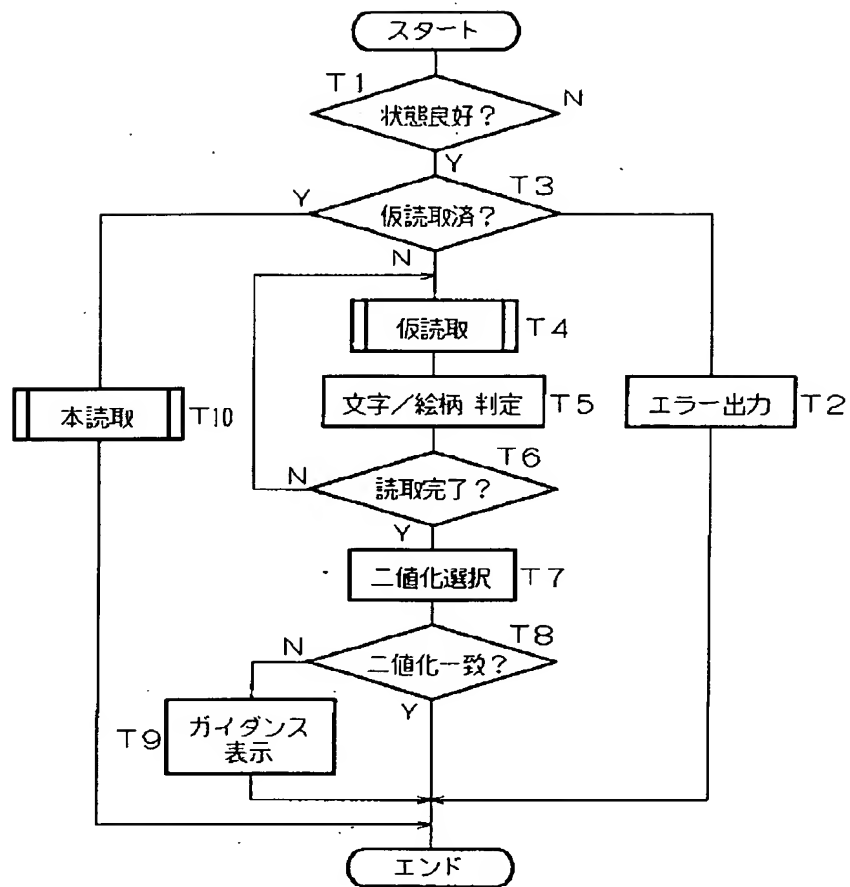 スタート
T1
状態良好?
N
Y
T3
Y
仮読取済?
N
仮読取
T4
文字/絵柄 判定
T5
エラー出力
T2
本読取
T10
T6
N
読取完了?
Y
二値化選択
T7
T8
N
二値化一致?
Y
ガイダンス
表示
T9
エンド